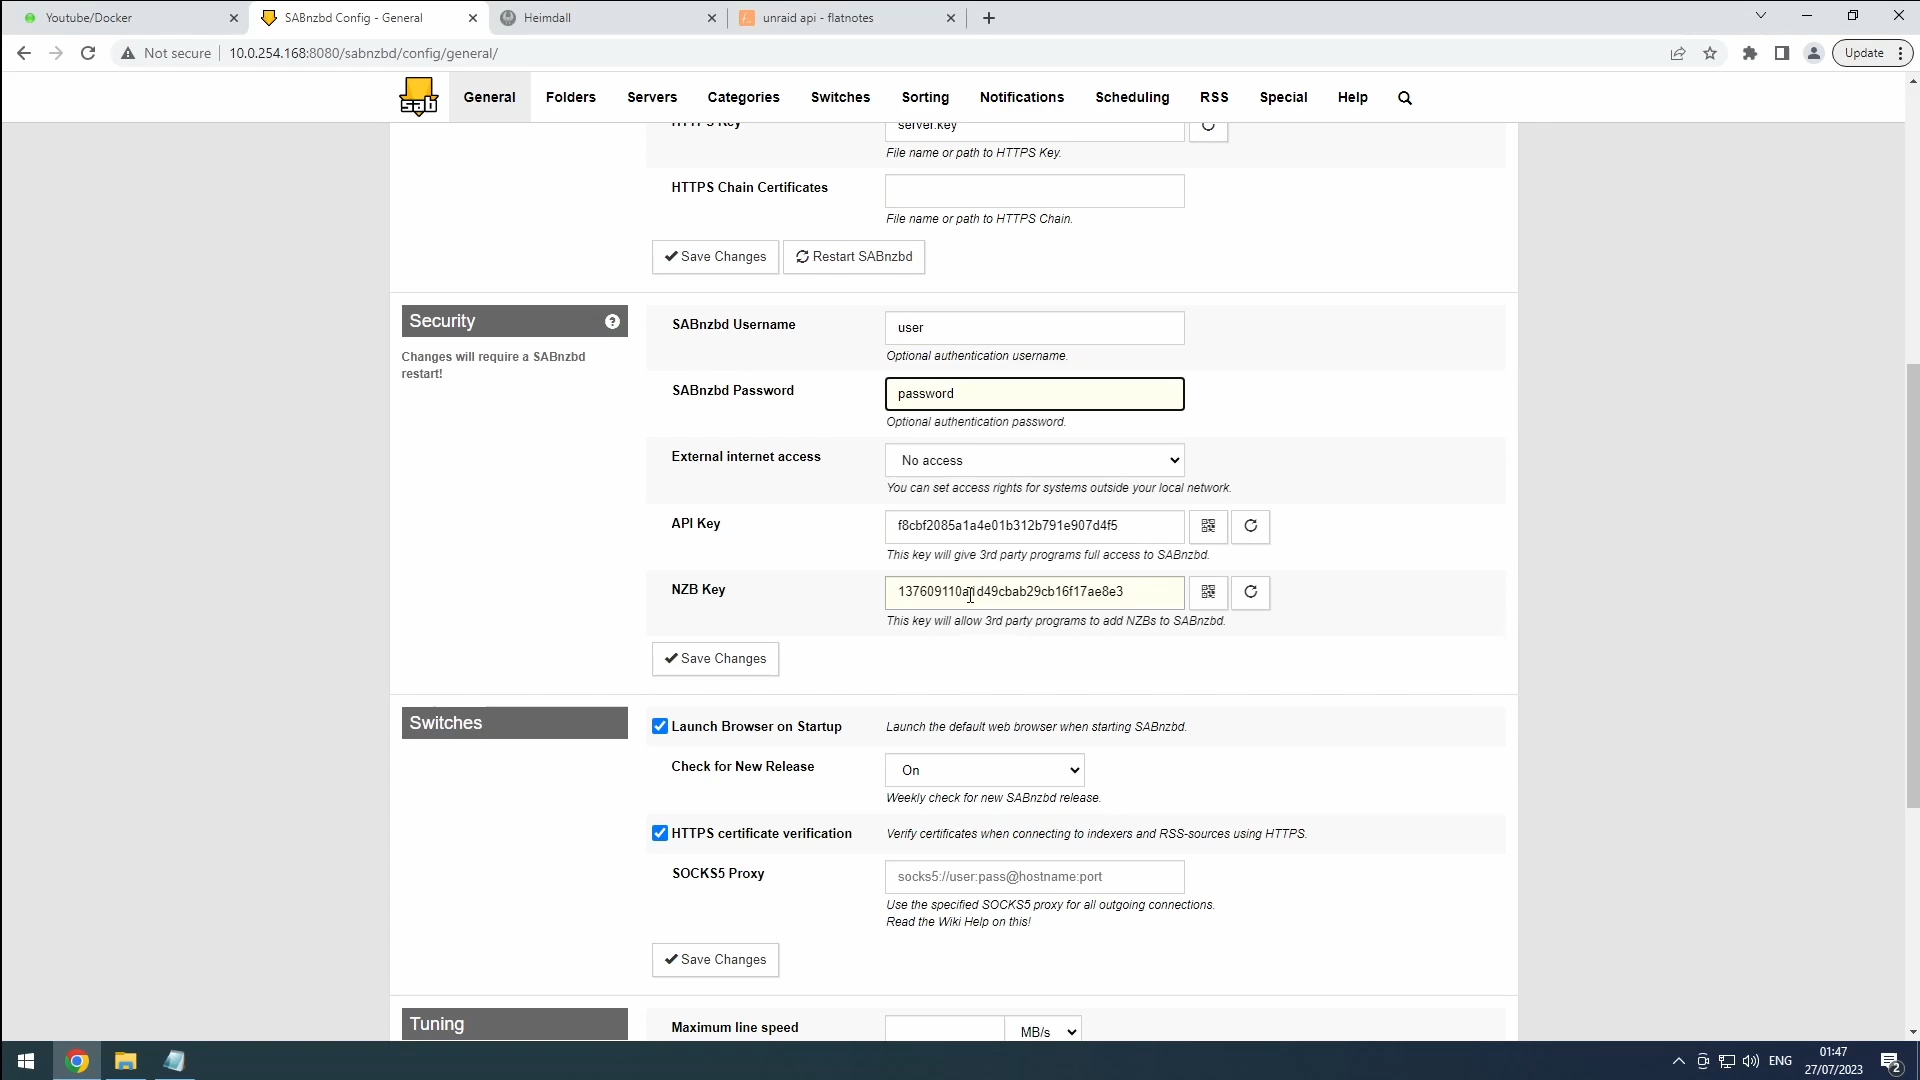 Youtube/Docker
SABnzbd Config - General
Heimdall
unraid api - flatnotes
Not secure
10.0.254.168:8080/sabnzbd/config/general/
Update
sab
General
Folders
Servers
Categories
Switches
Sorting
Notifications
Scheduling
RSS
Special
Help
HTTPS Key
server.key
File name or path to HTTPS Key.
HTTPS Chain Certificates
File name or path to HTTPS Chain.
Save Changes
Restart SABnzbd
Security
Changes will require a SABnzbd
restart!
SABnzbd Username
user
Optional authentication username.
SABnzbd Password
password
Optional authentication password.
External internet access
No access
You can set access rights for systems outside your local network.
API Key
f8cbf2085a1a4e01b312b791e907d4f5
This key will give 3rd party programs full access to SABnzbd.
NZB Key
137609110a1d49cbab29cb16f17ae8e3
This key will allow 3rd party programs to add NZBs to SABnzbd.
Save Changes
Switches
Launch Browser on Startup
Launch the default web browser when starting SABnzbd.
Check for New Release
On
Weekly check for new SABnzbd release.
HTTPS certificate verification
Verify certificates when connecting to indexers and RSS-sources using HTTPS.
SOCKS5 Proxy
socks5://user:pass@hostname:port
Use the specified SOCKS5 proxy for all outgoing connections.
Read the Wiki Help on this!
Save Changes
Tuning
Maximum line speed
MB/s
ENG
01:47
27/07/2023
2